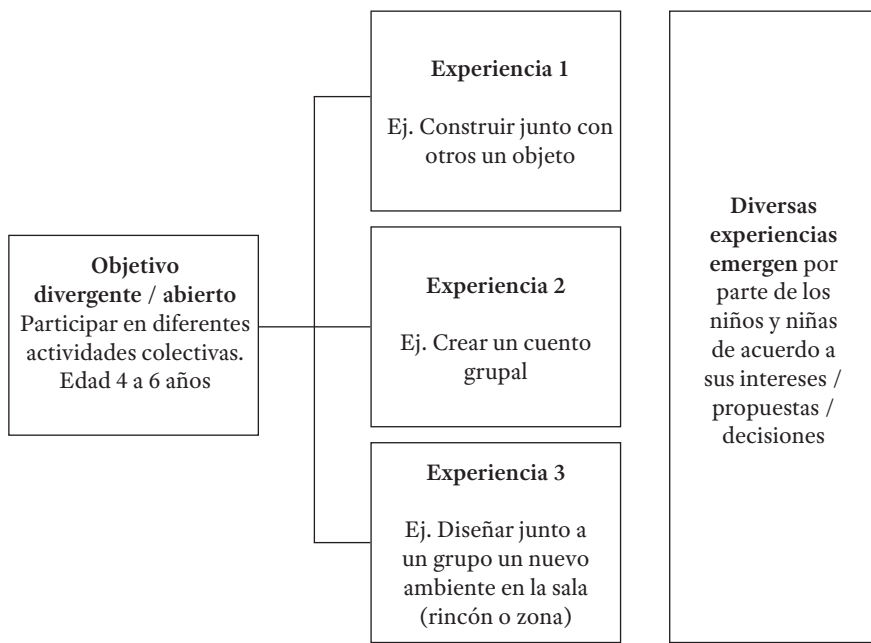 Objetivo
divergente / abierto
Participar en diferentes
actividades colectivas.
Edad 4 a 6 años
Experiencia 1
Ej. Construir junto con
otros un objeto
Experiencia 2
Ej. Crear un cuento
grupal
Experiencia 3
Ej. Diseñar junto a
un grupo un nuevo
ambiente en la sala
(rincón o zona)
Diversas
experiencias
emergen por
parte de los
niños y niñas
de acuerdo a
sus intereses /
propuestas /
decisiones